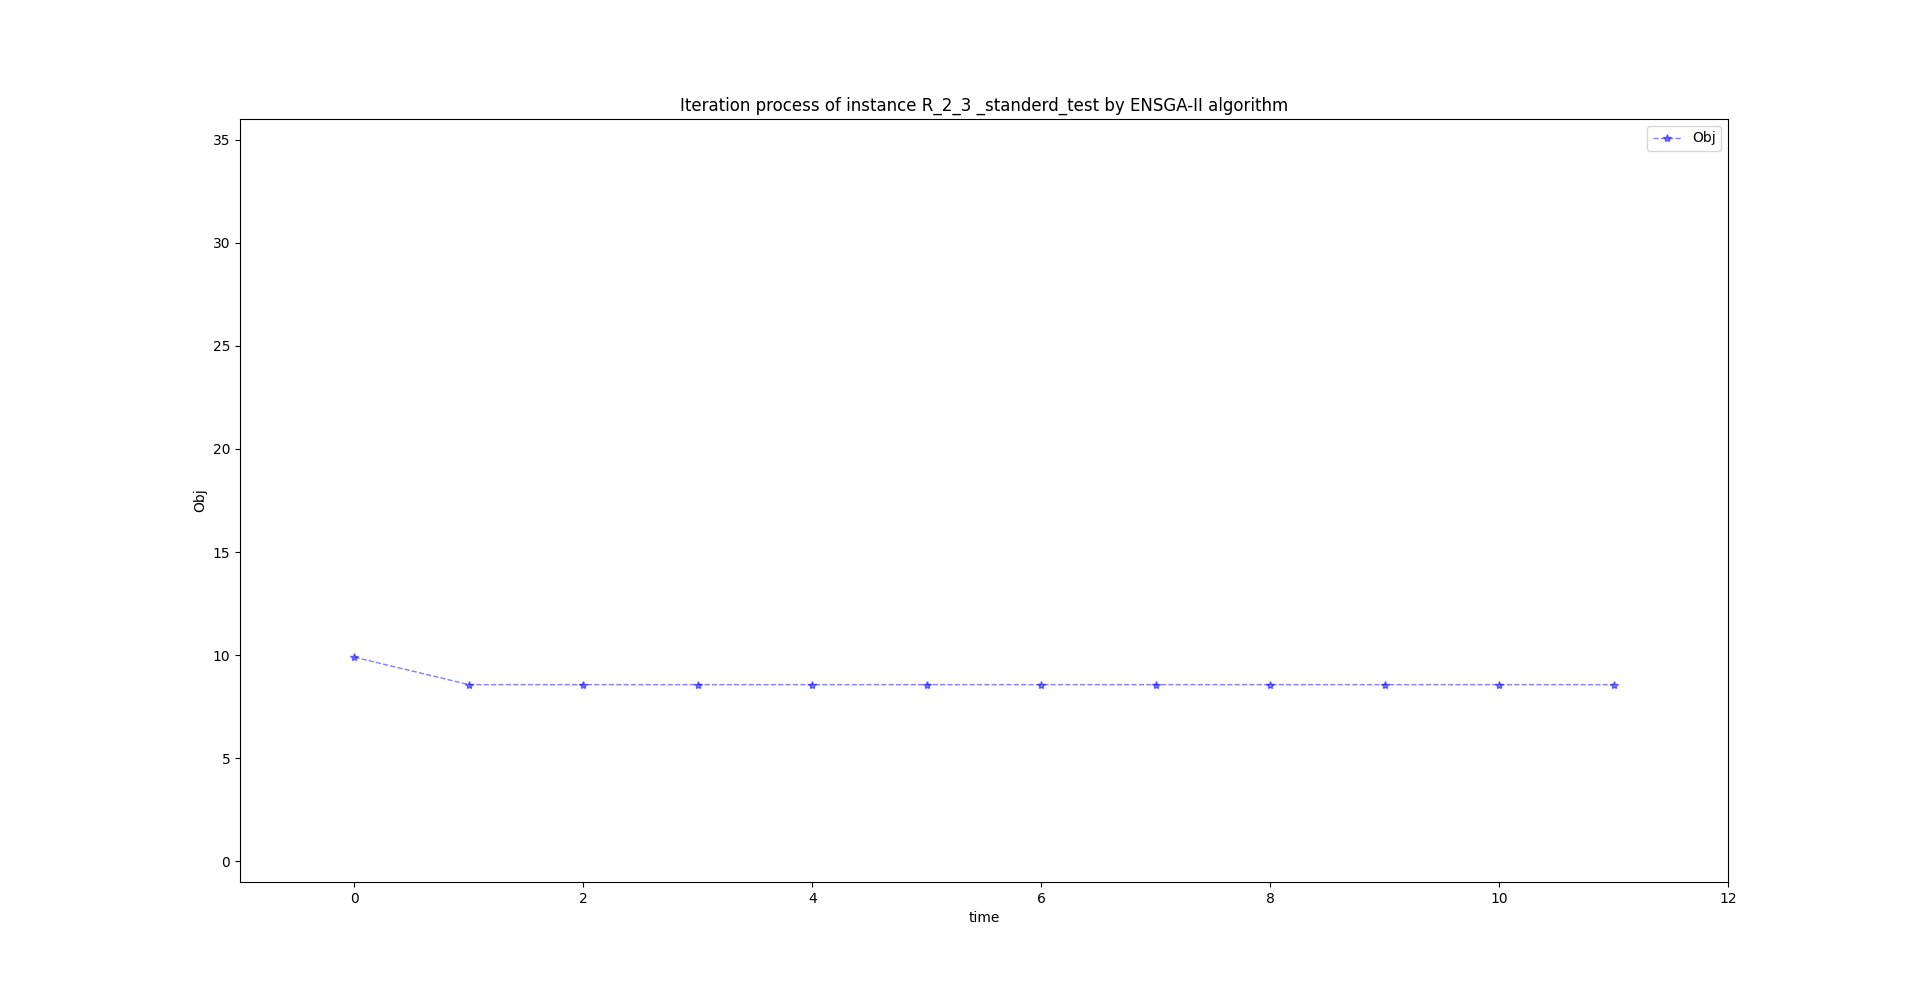 Iteration process of instance R_2_3 _standerd_test by ENSGA-II algorithm
Obj
35
30
25
20
15
10
5
0
Obj
0 2 4 6 8 10 12
time